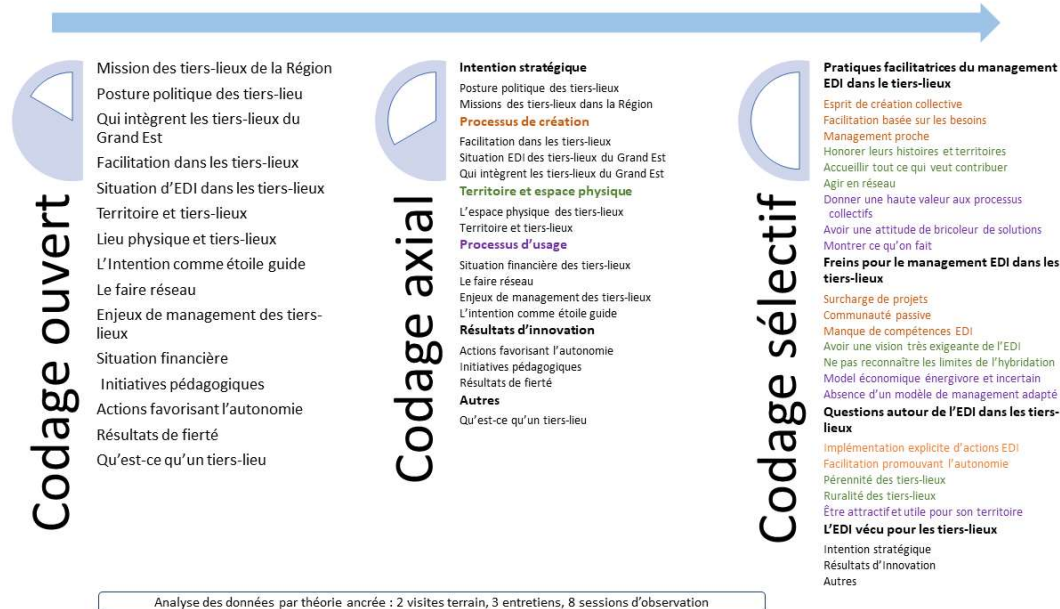 Codage ouvert
Mission des tiers-lieux de la Région
Posture politique des tiers-lieu
Qui intègrent les tiers-lieux du
Grand Est
Facilitation dans les tiers-lieux
Situation d'EDI dans les tiers-lieux
Territoire et tiers-lieux
Lieu physique et tiers-lieux
L'Intention comme étoile guide
Le faire réseau
Enjeux de management des tiers-
lieux
Situation financière
Initiatives pédagogiques
Actions favorisant l'autonomie
Résultats de fierté
Qu'est-ce qu'un tiers-lieu
Codage axial
Intention stratégique
Posture politique des tiers-lieux
Missions des tiers-lieux dans la Région
Processus de création
Facilitation dans les tiers-lieux
Situation EDI des tiers-lieux du Grand Est
Qui intègrent les tiers-lieux du Grand Est
Territoire et espace physique
L'espace physique des tiers-lieux
Territoire et tiers-lieux
Processus d'usage
Situation financière des tiers-lieux
Le faire réseau
Enjeux de management des tiers-lieux
L'intention comme étoile guide
Résultats d'innovation
Actions favorisant l'autonomie
Initiatives pédagogiques
Résultats de fierté
Autres
Qu'est-ce qu'un tiers-lieu
Codage sélectif
Pratiques facilitatrices du management
EDI dans le tiers-lieux
Esprit de création collective
Facilitation basée sur les besoins
Management proche
Honorer leurs histoires et territoires
Accueillir tout ce qui veut contribuer
Agir en réseau
Donner une haute valeur aux processus
collectifs
Avoir une attitude de bricoleur de solutions
Montrer ce qu'on fait
Freins pour le management EDI dans les
tiers-lieux
Surcharge de projets
Communauté passive
Manque de compétences EDI
Avoir une vision très exigeante de l'EDI
Ne pas reconnaître les limites de l'hybridation
Model économique énergivore et incertain
Absence d'un modèle de management adapté
Questions autour de l'EDI dans les tiers-
lieux
Implémentation explicite d'actions EDI
Facilitation promouvant l'autonomie
Pérennité des tiers-lieux
Ruralité des tiers-lieux
Être attractif et utile pour son territoire
L'EDI vécu pour les tiers-lieux
Intention stratégique
Résultats d'Innovation
Autres
Analyse des données par théorie ancrée : 2 visites terrain, 3 entretiens, 8 sessions d'observation